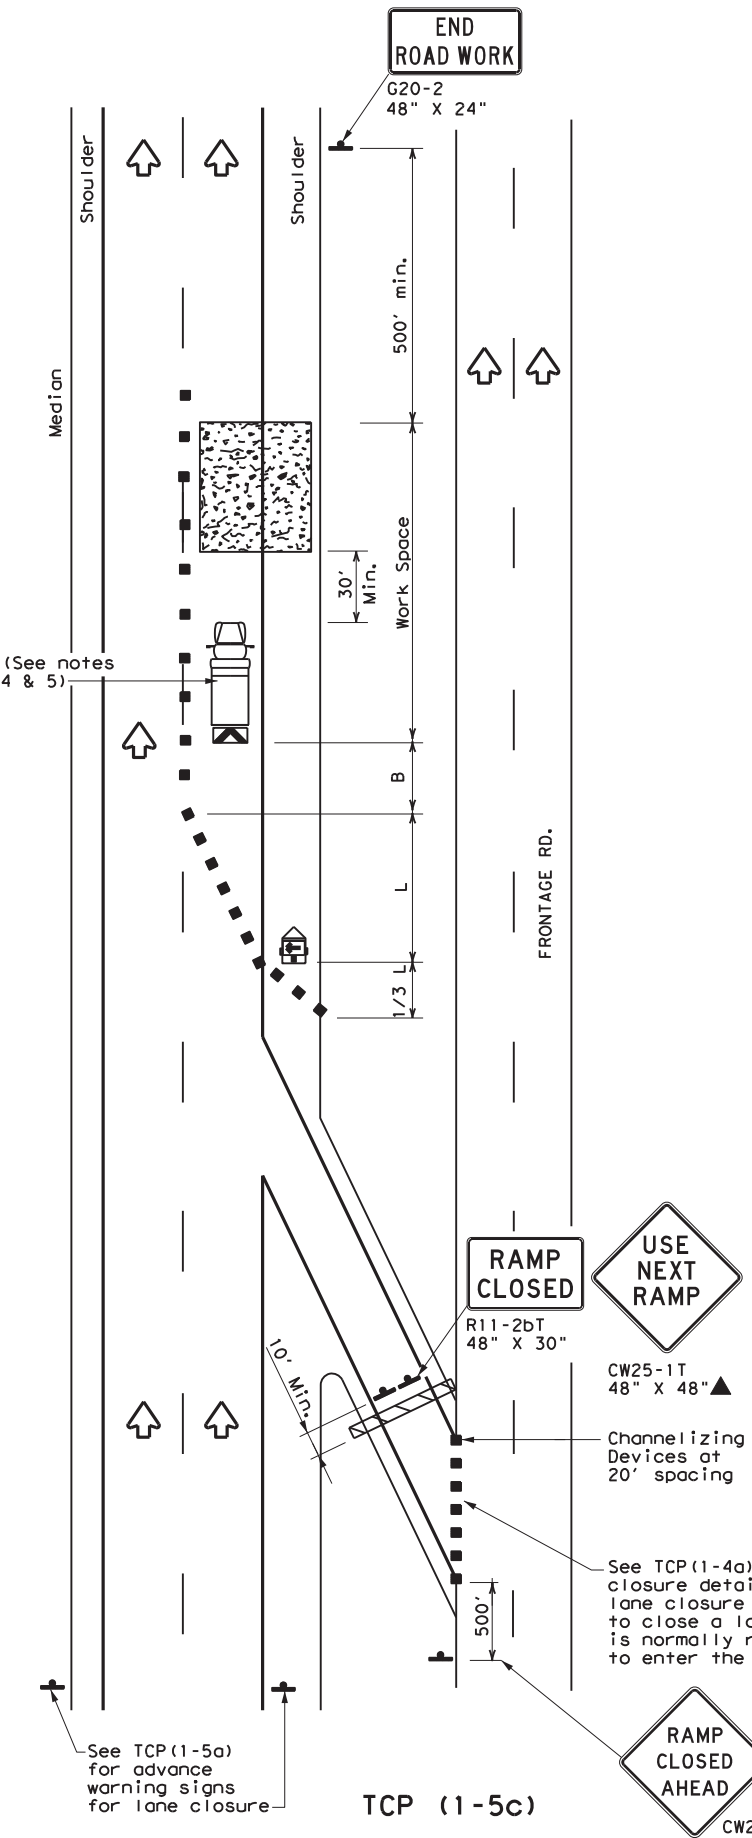 END
ROAD WORK
G20-2
48" X 24"
Shoulder
Shoulder
500' min.
Median
Work Space
30'
Min.
(See notes
4 & 5)
B
L
FRONTAGE RD.
1/3 L
RAMP
CLOSED
R11-2bT
48" X 30"
USE
NEXT
RAMP
CW25-1T
48" X 48"
10' Min.
Channelizing
Devices at
20' spacing
See TCP(1-4a)
closure
lane closure
to close a
is normally
to enter the
500'
See TCP(1-5a)
for advance
warning signs
for lane closure
RAMP
CLOSED
AHEAD
TCP (1-5c)